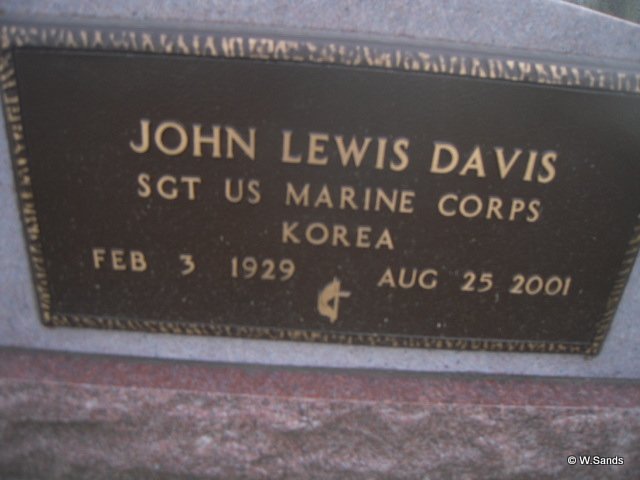 JOHN LEWIS DAVIS
SGT US MARINE CORPS
KOREA
FEB 3 1929 AUG 25 2001
© W.Sands